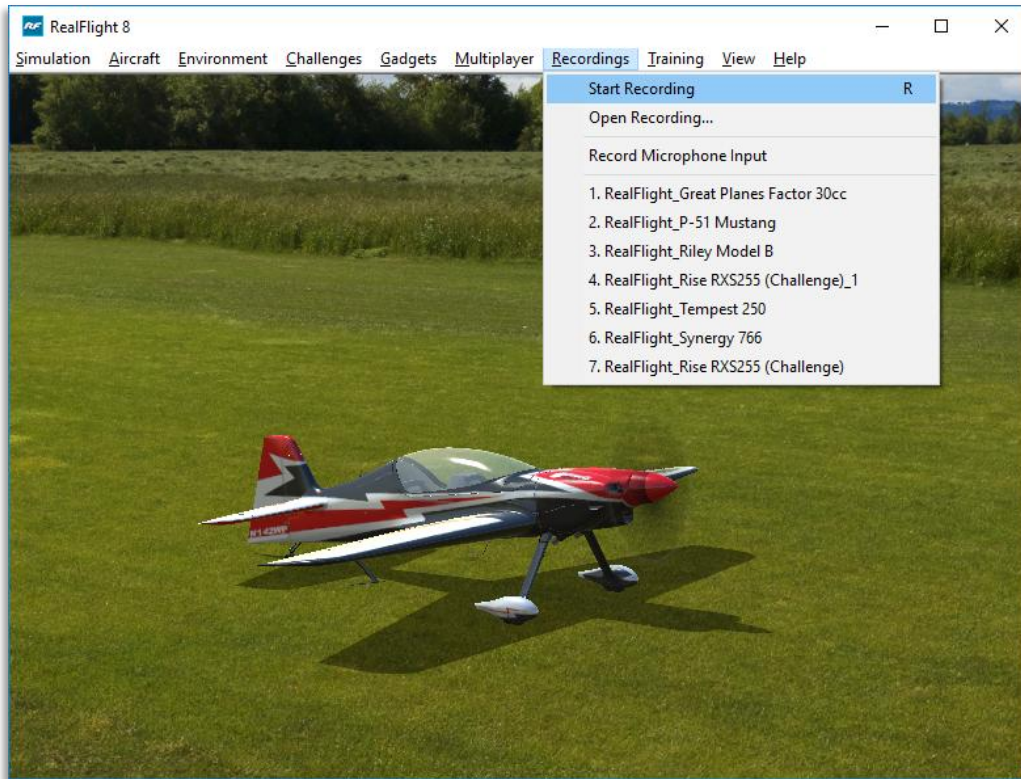 RF RealFlight 8
Simulation Aircraft Environment Challenges Gadgets Multiplayer Recordings Training View Help
Start Recording R
Open Recording...
Record Microphone Input
1. RealFlight_Great Planes Factor 30cc
2. RealFlight_P-51 Mustang
3. RealFlight_Riley Model B
4. RealFlight_Rise RXS255 (Challenge)_1
5. RealFlight_Tempest 250
6. RealFlight_Synergy 766
7. RealFlight_Rise RXS255 (Challenge)